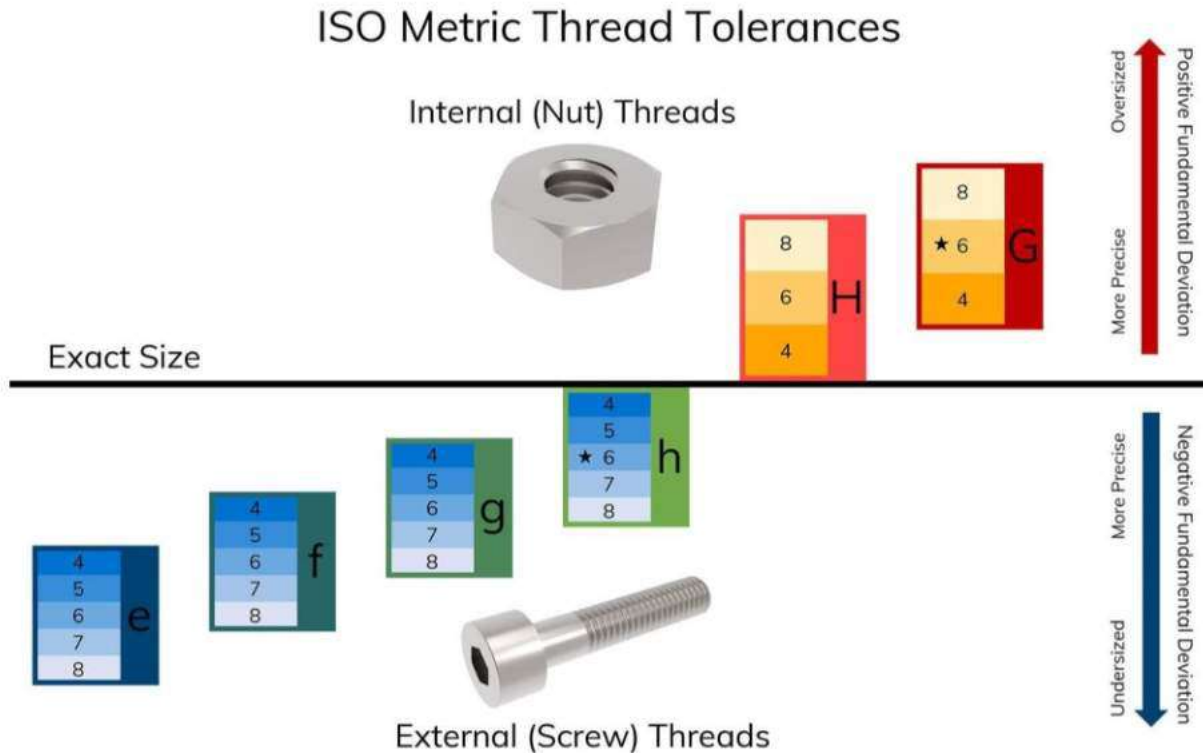 ISO Metric Thread Tolerances
Internal (Nut) Threads
Oversized
More Precise
Positive Fundamental Deviation
8
★ 6
4
G
8
6
4
H
Exact Size
4
5
★ 6
7
8
h
4
5
6
7
8
g
4
5
6
7
8
f
4
5
6
7
8
e
More Precise
Undersized
Negative Fundamental Deviation
External (Screw) Threads